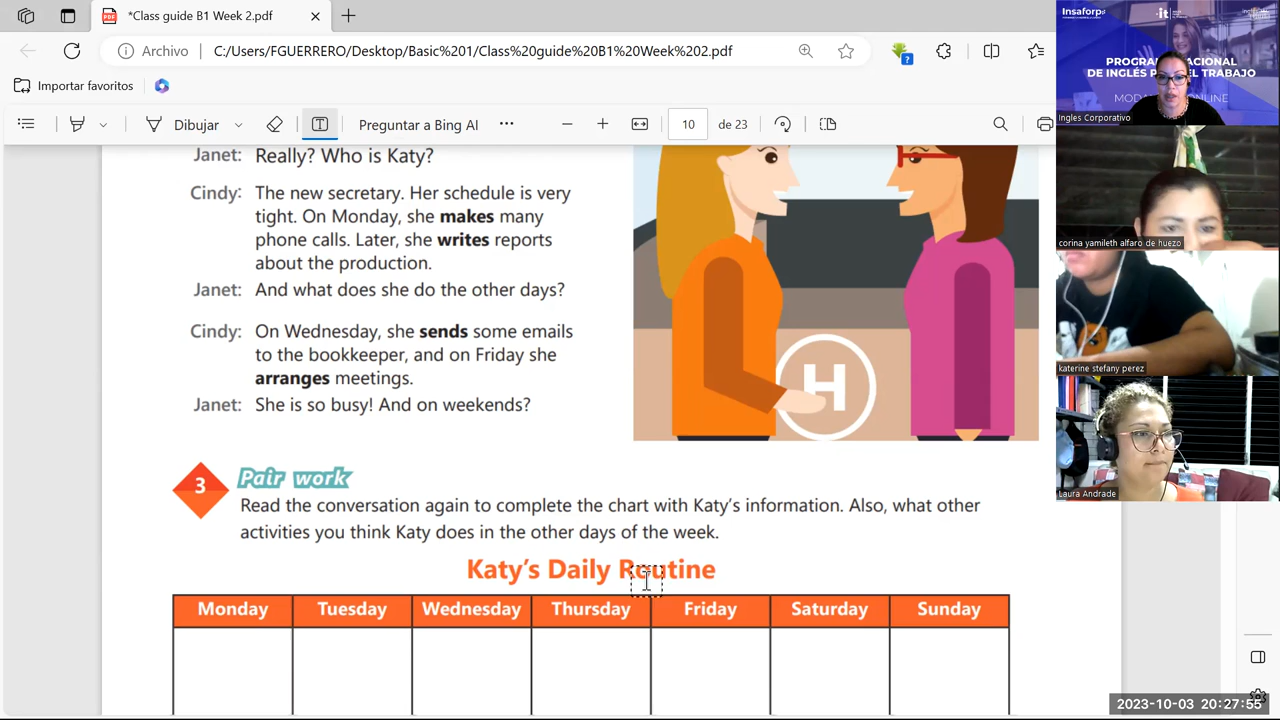 *Class guide B1 Week 2.pdf
Archivo
C:/Users/FGUERRERO/Desktop/Basic%201/Class%20guide%20B1%20Week%202.pdf
Importar favoritos
Dibujar
Preguntar a Bing AI
10 de 23
Janet: Really? Who is Katy?
Cindy: The new secretary. Her schedule is very
tight. On Monday, she makes many
phone calls. Later, she writes reports
about the production.
Janet: And what does she do the other days?
Cindy: On Wednesday, she sends some emails
to the bookkeeper, and on Friday she
arranges meetings.
Janet: She is so busy! And on weekends?
H
3
Pair work
Read the conversation again to complete the chart with Katy's information. Also, what other
activities you think Katy does in the other days of the week.
Katy's Daily Routine
Monday Tuesday Wednesday Thursday Friday Saturday Sunday
Insaforp
it
DE INGLÉS
TRABAJO
Ingles Corporativo
corina yamileth alfaro de huezo
katerine stefany perez
Laura Andrade
2023-10-03 20:27:55